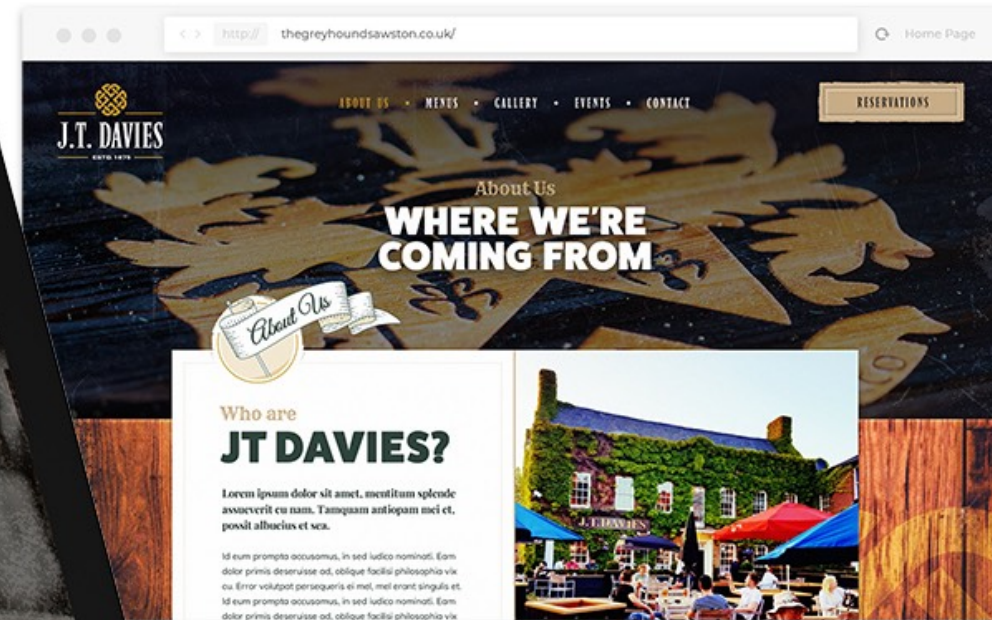 http:// thegreyhoundsawston.co.uk/ Home Page
J.T. DAVIES
ESTD. 1875
ABOUT US • MENUS • GALLERY • EVENTS • CONTACT
RESERVATIONS
About Us
WHERE WE'RE
COMING FROM
About Us
Who are
JT DAVIES?
Lorem ipsum dolor sit amet, mentitum splende
assueverit eu nam. Tamquam antiopam mei et,
possit albucius et sea.
Id eum prompta accusamus, in sed iudico nominati. Eam
dolor primis deseruisse ad, oblique facilisi philosophia vix
cu. Error volutpat persequeris ei mel, mel erant singulis et.
Id eum prompta accusamus, in sed iudico nominati. Eam
dolor primis deseruisse ad, oblique facilisi philosophia vix
J.T. DAVIES